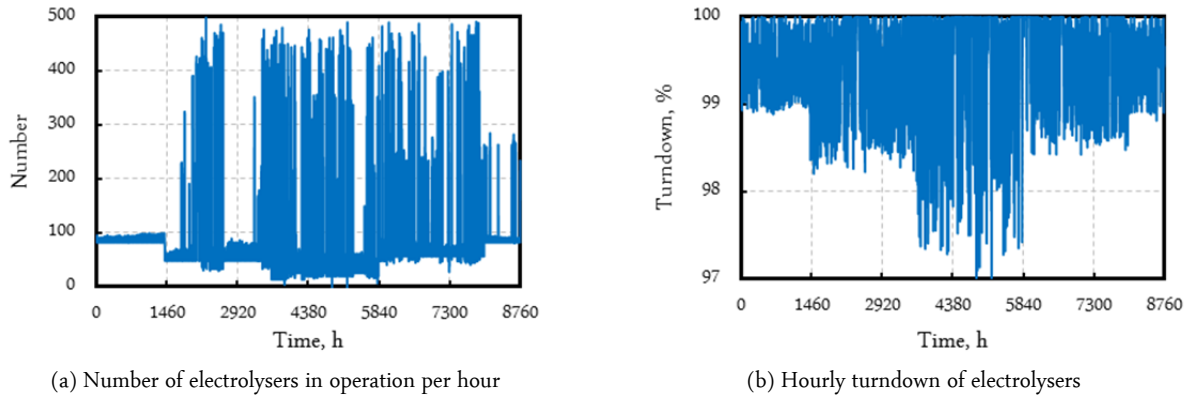 500
400
300
200
100
0
Number
0 1460 2920 4380 5840 7300 8760
Time, h
(a) Number of electrolysers in operation per hour
100
99
98
97
Turndown, %
0 1460 2920 4380 5840 7300 8760
Time, h
(b) Hourly turndown of electrolysers